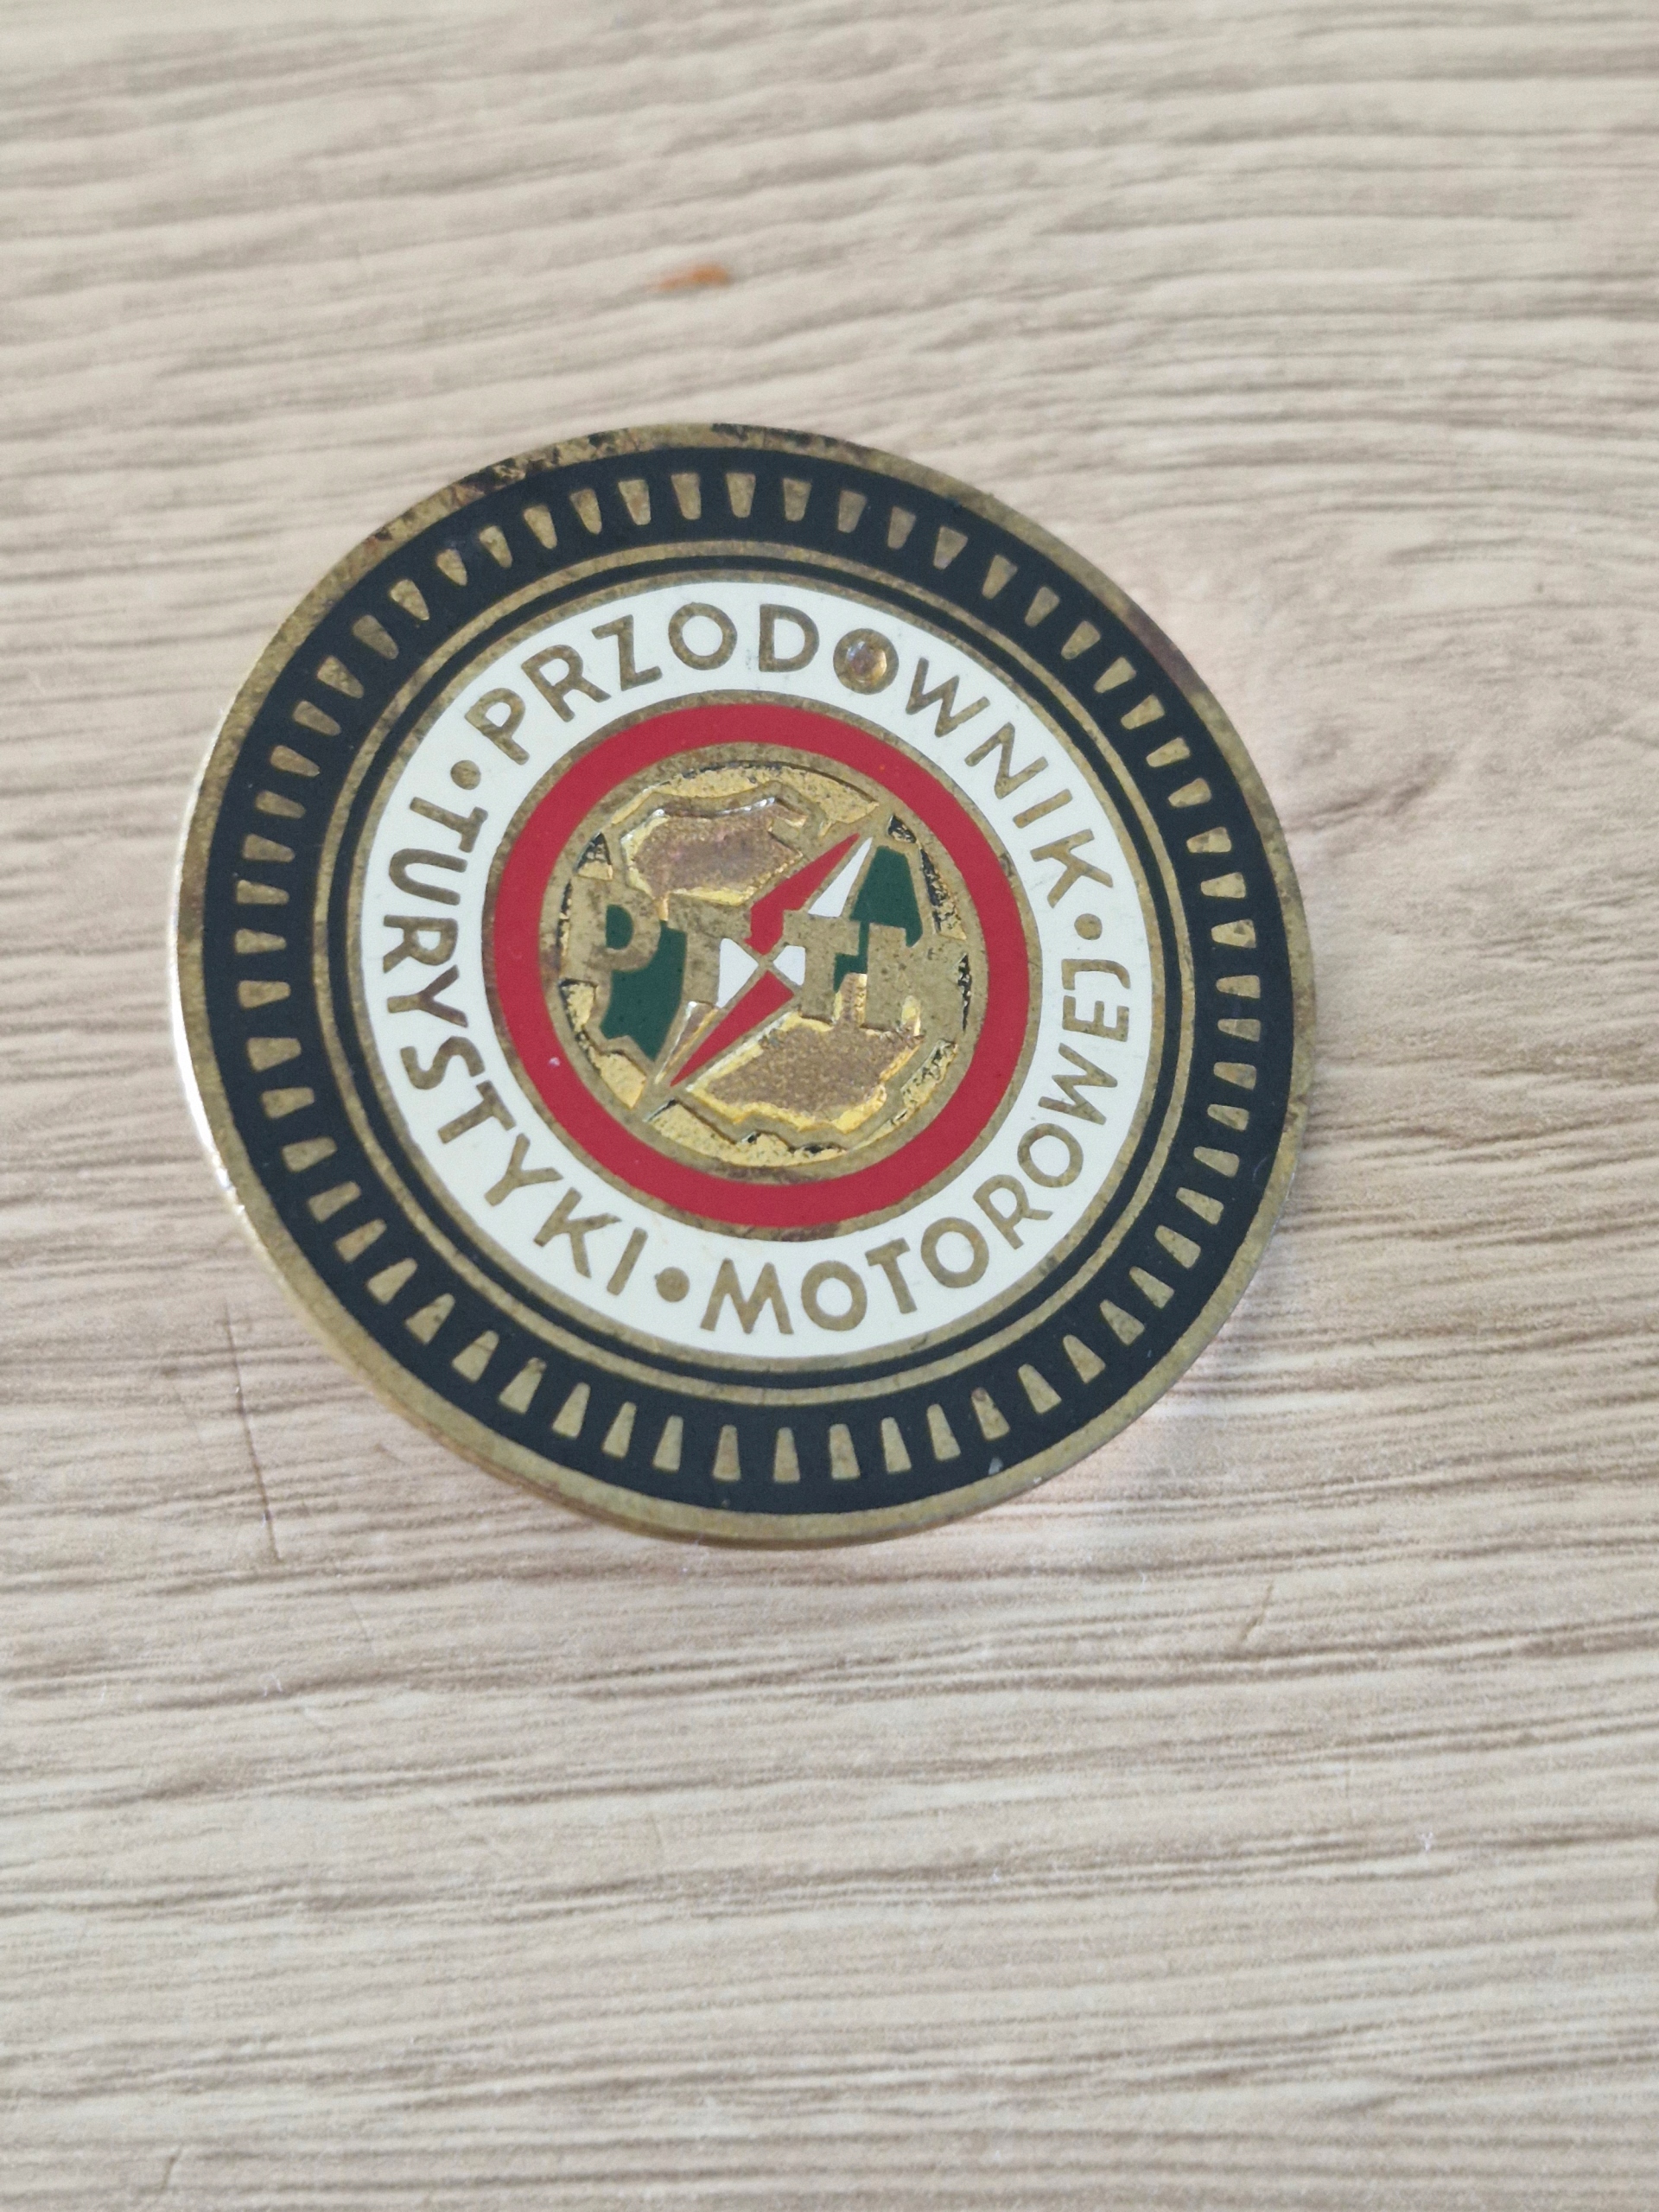 PRZODOWNIK
• TURYSTYKI • MOTOROWEJ •
PTTK